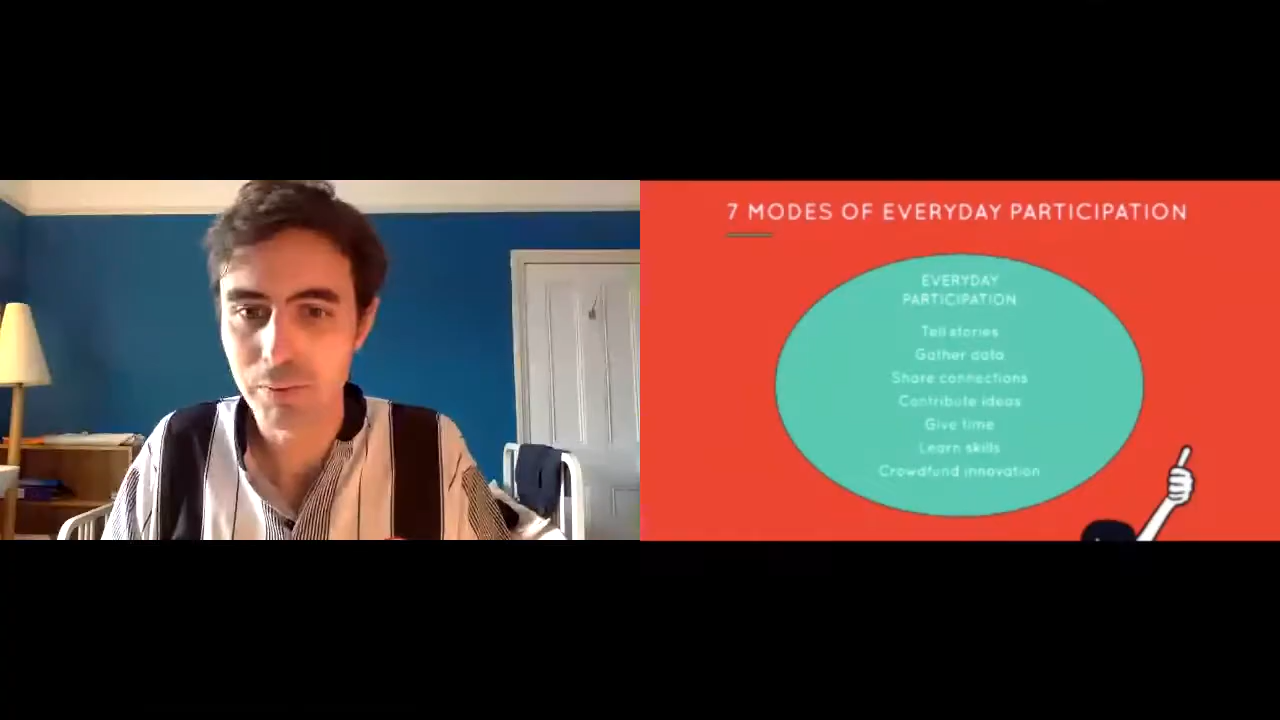 7 MODES OF EVERYDAY PARTICIPATION
EVERYDAY
PARTICIPATION
Tell stories
Gather data
Share connections
Contribute ideas
Give time
Learn skills
Crowdfund innovation